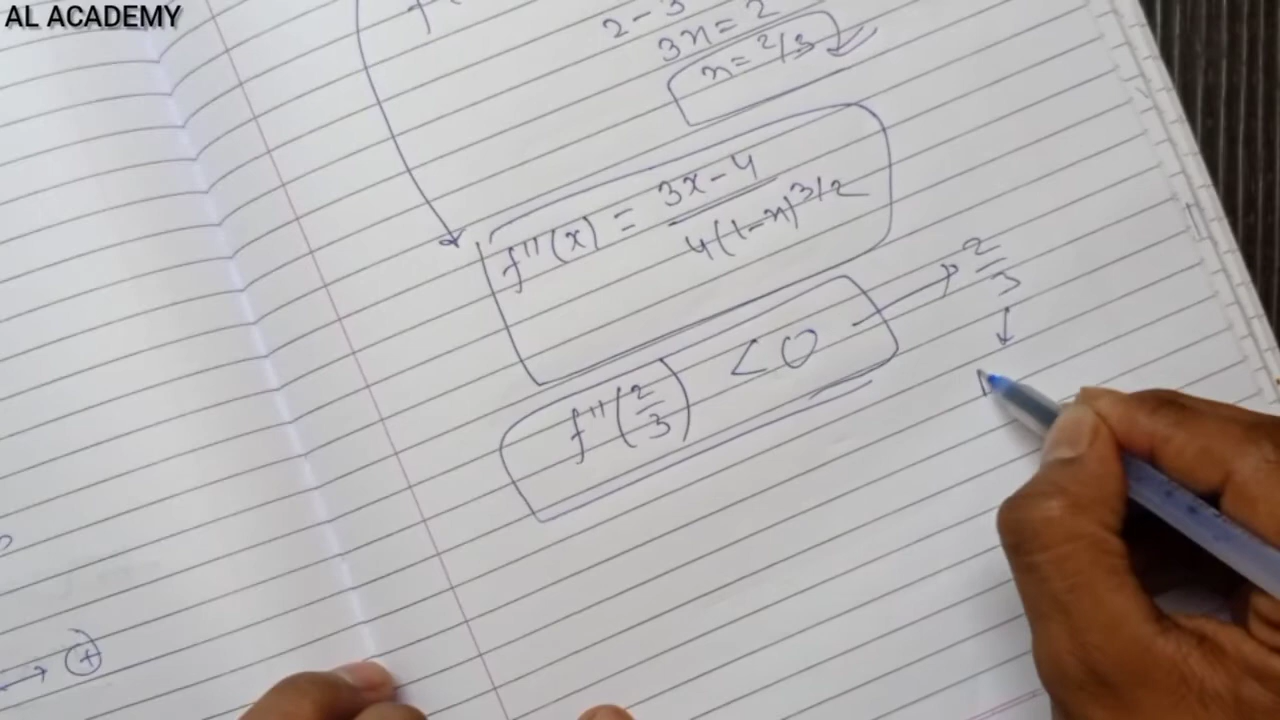 AL ACADEMY
2 - 3
3x = 2
x = 2/3
f''(x) = 3x - 4
4(1-x)^3/2
2
3
f''(2/3) < 0
+